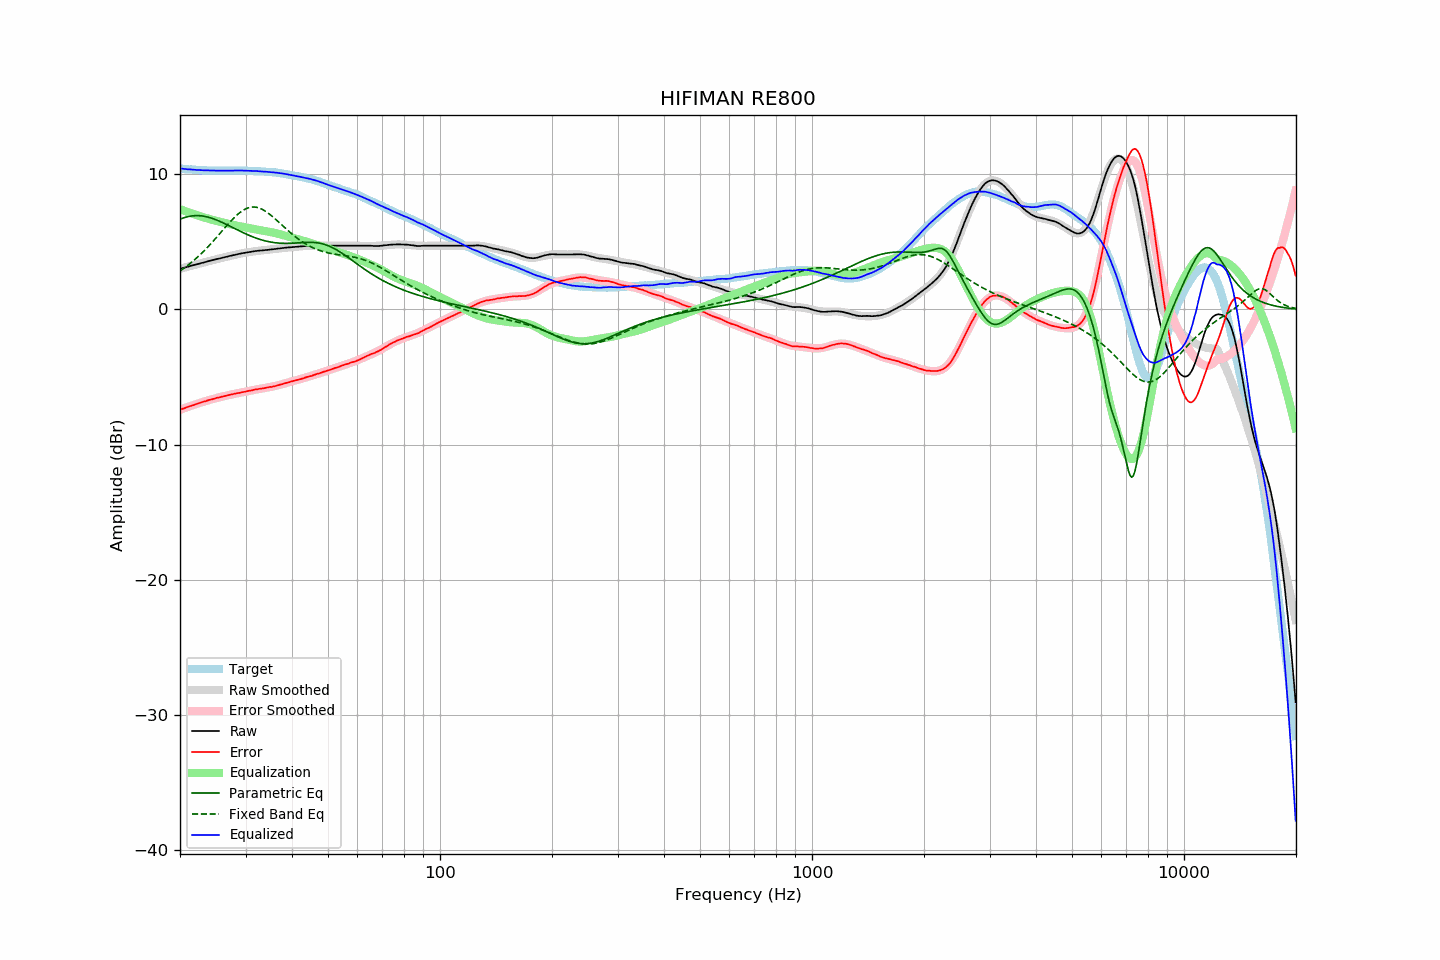 HIFIMAN RE800
10
0
−10
−20
−30
−40
Amplitude (dBr)
Target
Raw Smoothed
Error Smoothed
Raw
Error
Equalization
Parametric Eq
Fixed Band Eq
Equalized
100
1000
10000
Frequency (Hz)